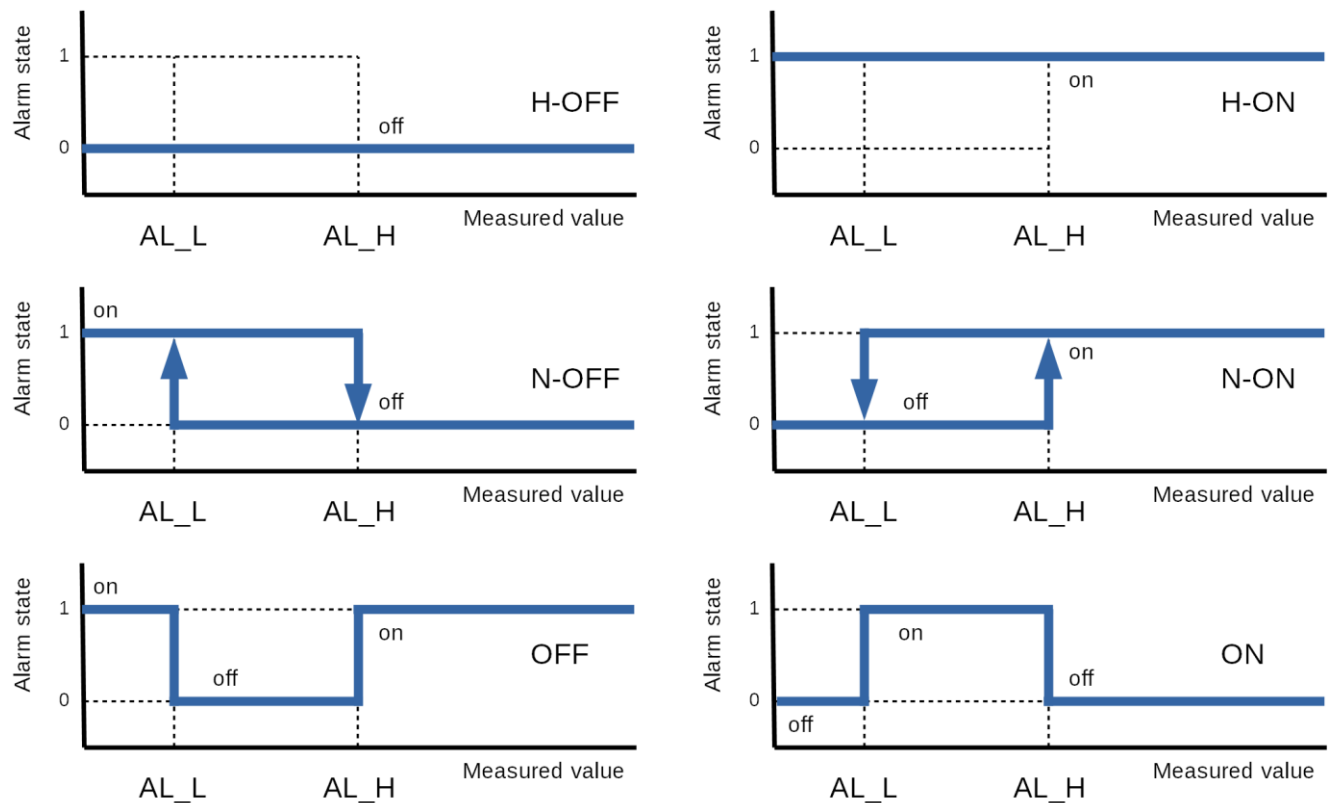 Alarm state
1
0
H-OFF
off
Measured value
AL_L
AL_H
Alarm state
1
0
on
H-ON
Measured value
AL_L
AL_H
Alarm state
on
1
0
N-OFF
off
Measured value
AL_L
AL_H
Alarm state
1
0
on
off
N-ON
Measured value
AL_L
AL_H
Alarm state
on
1
0
on
off
OFF
Measured value
AL_L
AL_H
Alarm state
1
0
on
off
off
ON
Measured value
AL_L
AL_H